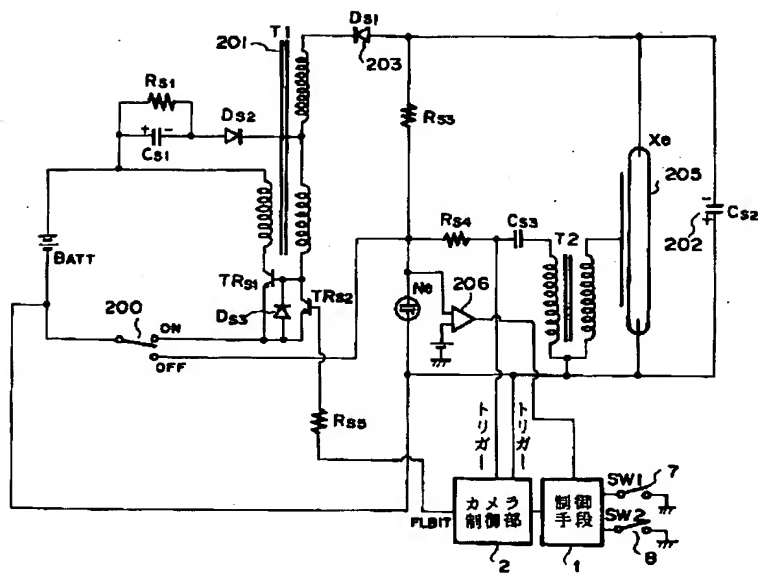 201
T1
DS1
203
RS1
DS2
+ -
CS1
RS3
Xe
205
RS4
CS3
T2
-
202
+
CS2
BATT
TRS1
TRS2
DS3
Ne
206
200
ON
OFF
RS5
トリガー
トリガー
FLBIT
カメラ
制御部
制御
手段
SW1
7
SW2
8
2
1